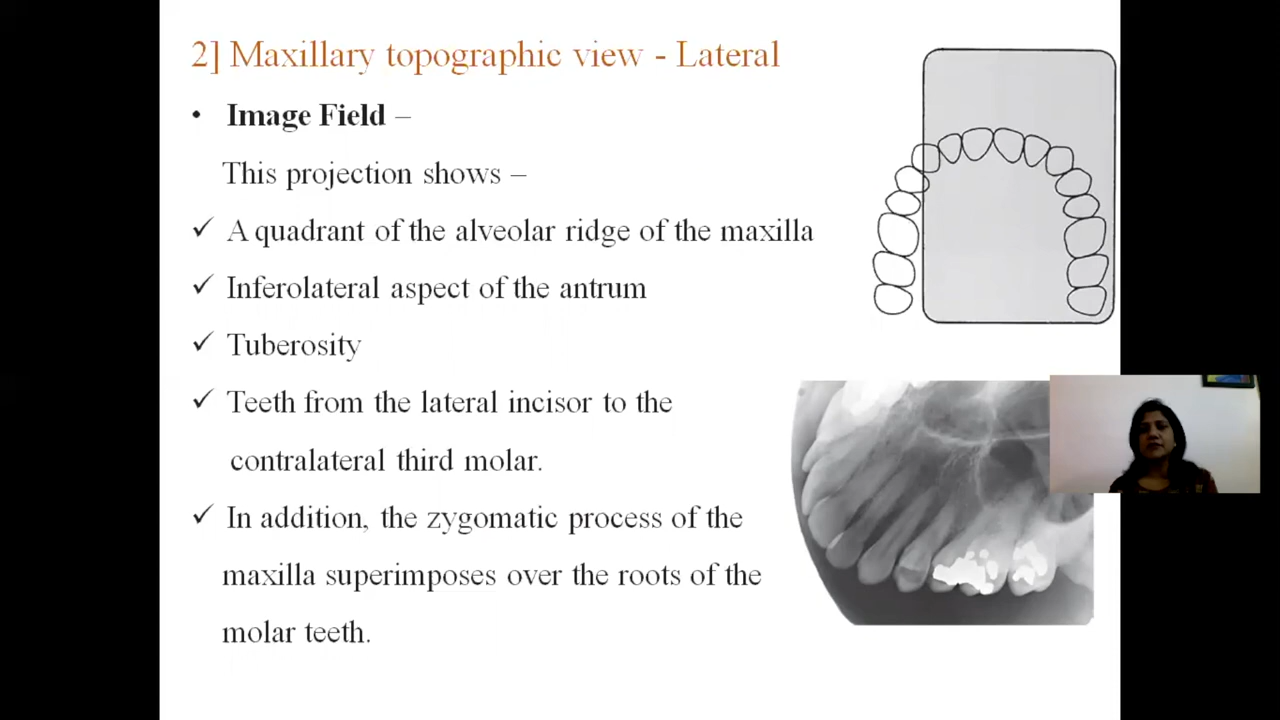 2] Maxillary topographic view - Lateral
• Image Field –
This projection shows –
✓ A quadrant of the alveolar ridge of the maxilla
✓ Inferolateral aspect of the antrum
✓ Tuberosity
✓ Teeth from the lateral incisor to the
contralateral third molar.
✓ In addition, the zygomatic process of the
maxilla superimposes over the roots of the
molar teeth.